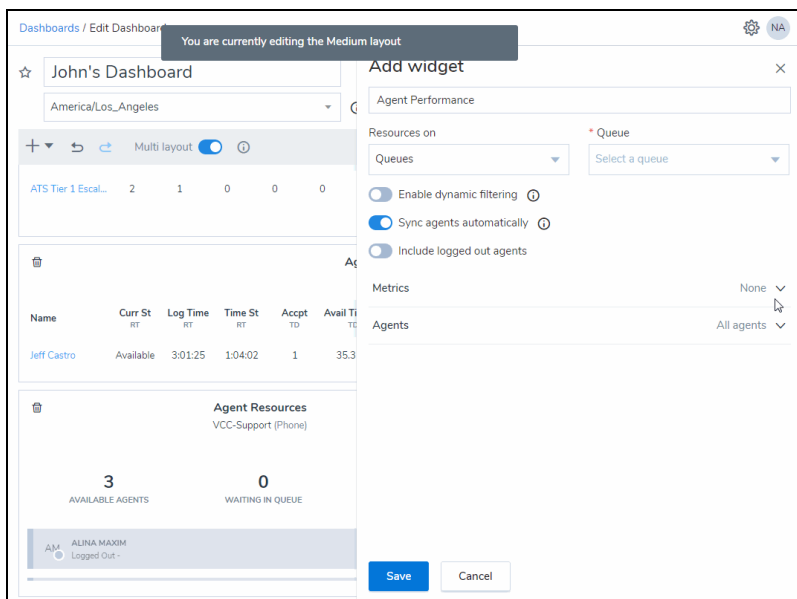 Dashboards / Edit Dashboard
You are currently editing the Medium layout
NA
John's Dashboard
America/Los_Angeles
Multi layout
ATS Tier 1 Escal... 2 1 0 0 0
Name Curr St Log Time Time St Accpt
RT RT RT TD
Jeff Castro Available 3:01:25 1:04:02 1 35.3
Agent Resources
VCC-Support (Phone)
3 0
AVAILABLE AGENTS WAITING IN QUEUE
AM ALINA MAXIM
Logged Out -
Add widget
Agent Performance
Resources on * Queue
Queues Select a queue
Enable dynamic filtering
Sync agents automatically
Include logged out agents
Metrics None
Agents All agents
Save Cancel